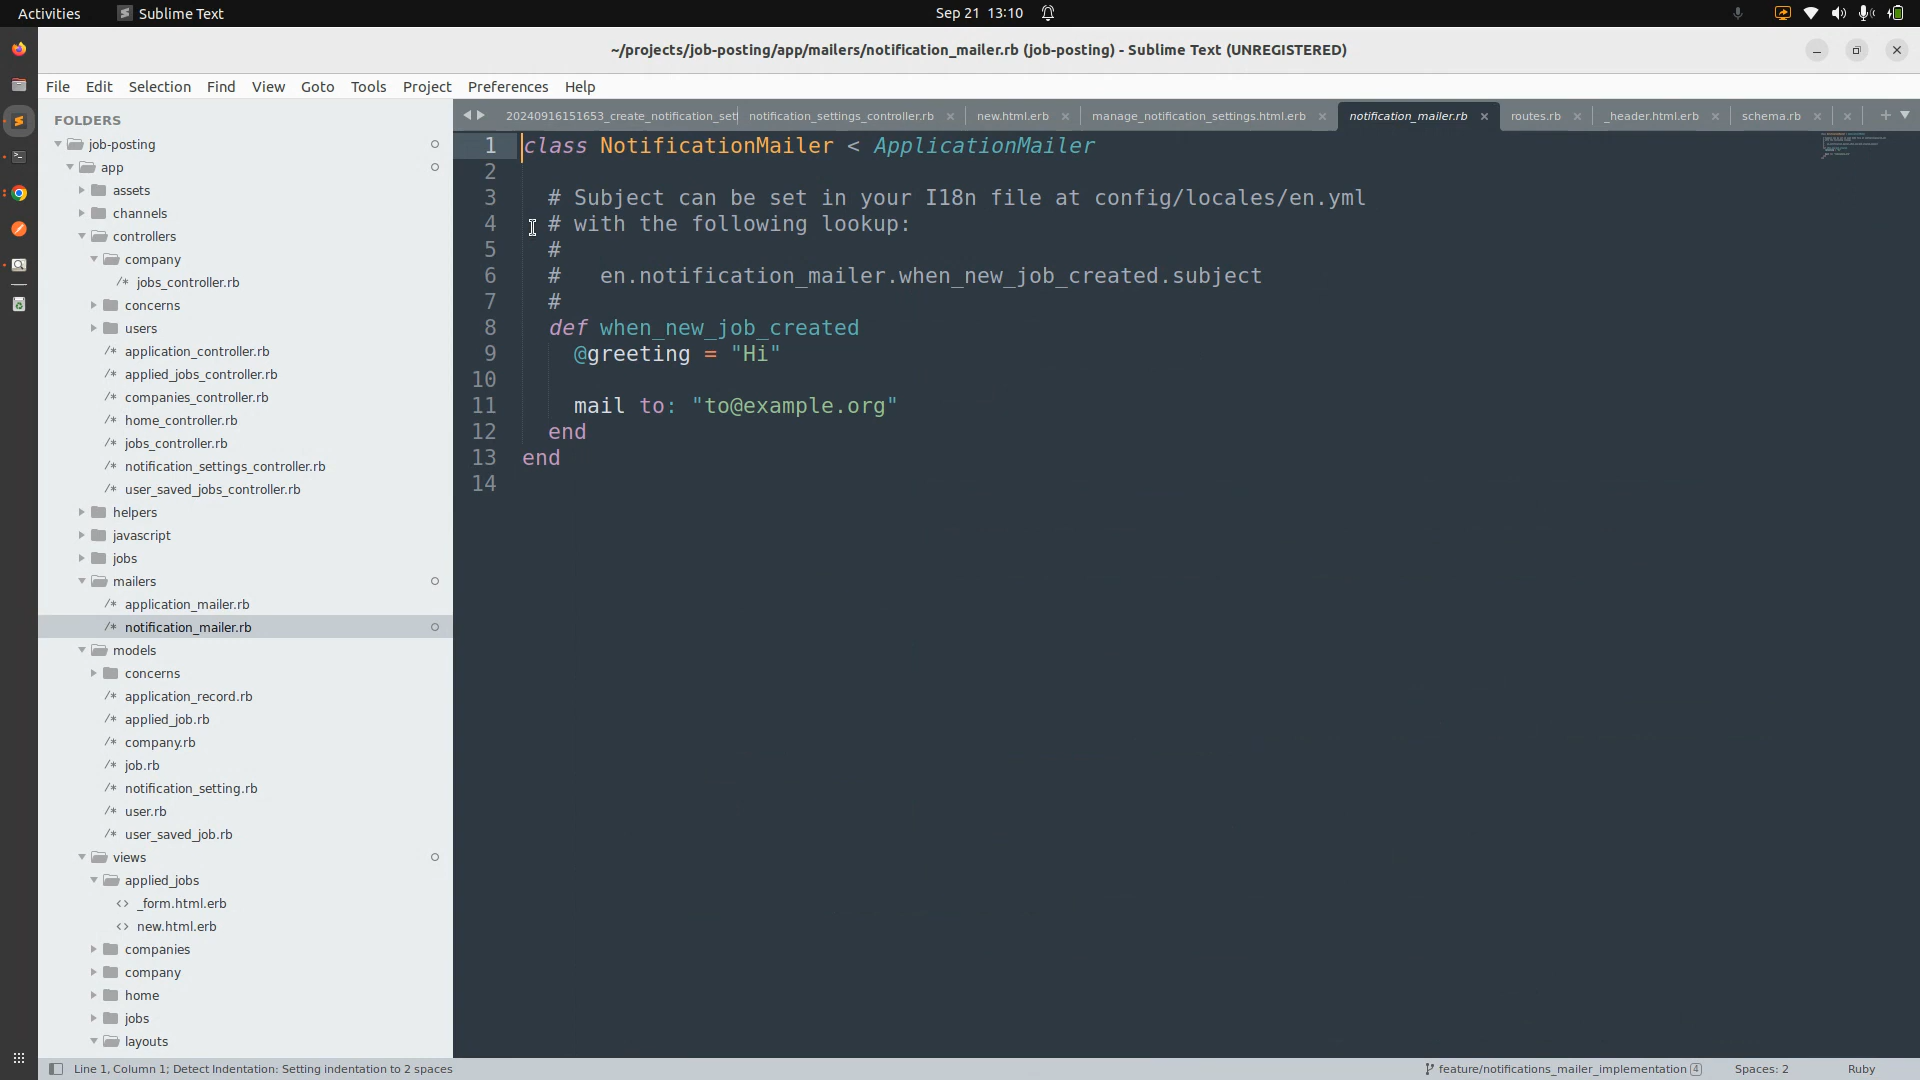 Activities Sublime Text Sep 21 13:10
~/projects/job-posting/app/mailers/notification_mailer.rb (job-posting) - Sublime Text (UNREGISTERED)
File Edit Selection Find View Goto Tools Project Preferences Help
FOLDERS
job-posting
app
assets
channels
controllers
company
jobs_controller.rb
concerns
users
application_controller.rb
applied_jobs_controller.rb
companies_controller.rb
home_controller.rb
jobs_controller.rb
notification_settings_controller.rb
user_saved_jobs_controller.rb
helpers
javascript
jobs
mailers
application_mailer.rb
notification_mailer.rb
models
concerns
application_record.rb
applied_job.rb
company.rb
job.rb
notification_setting.rb
user.rb
user_saved_job.rb
views
applied_jobs
_form.html.erb
new.html.erb
companies
company
home
jobs
layouts
20240916151653_create_notification_set notification_settings_controller.rb new.html.erb manage_notification_settings.html.erb notification_mailer.rb routes.rb _header.html.erb schema.rb
1 class NotificationMailer < ApplicationMailer
2
3 # Subject can be set in your I18n file at config/locales/en.yml
4 # with the following lookup:
5 #
6 # en.notification_mailer.when_new_job_created.subject
7 #
8 def when_new_job_created
9 @greeting = "Hi"
10
11 mail to: "to@example.org"
12 end
13 end
14
Line 1, Column 1; Detect Indentation: Setting indentation to 2 spaces feature/notifications_mailer_implementation 4 Spaces: 2 Ruby